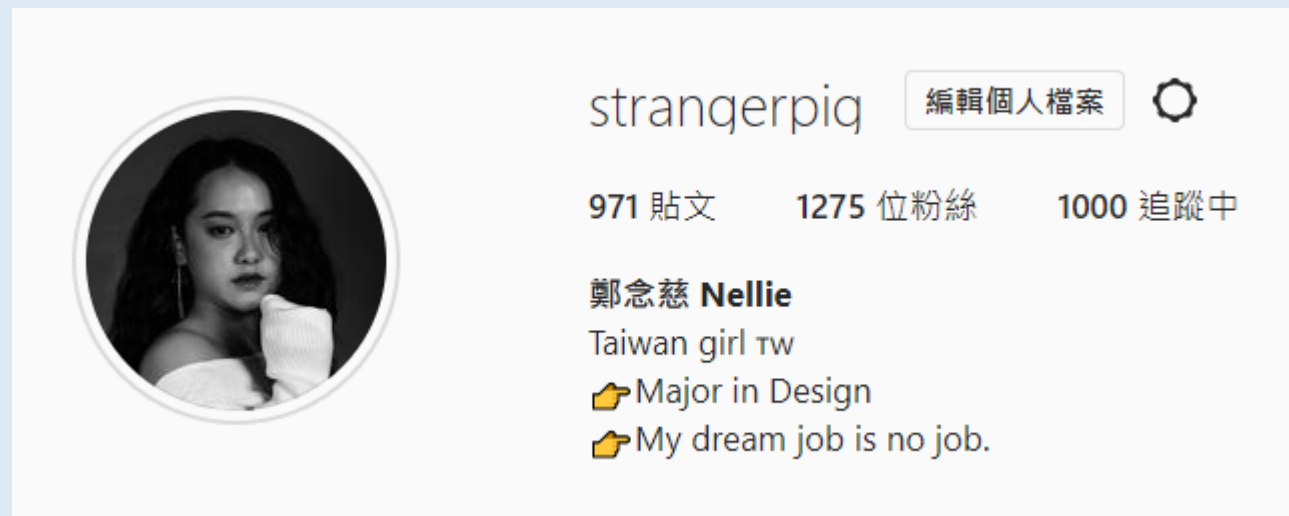 strangerpig 編輯個人檔案
971 貼文 1275 位粉絲 1000 追蹤中
鄭念慈 Nellie
Taiwan girl TW
👉Major in Design
👉My dream job is no job.